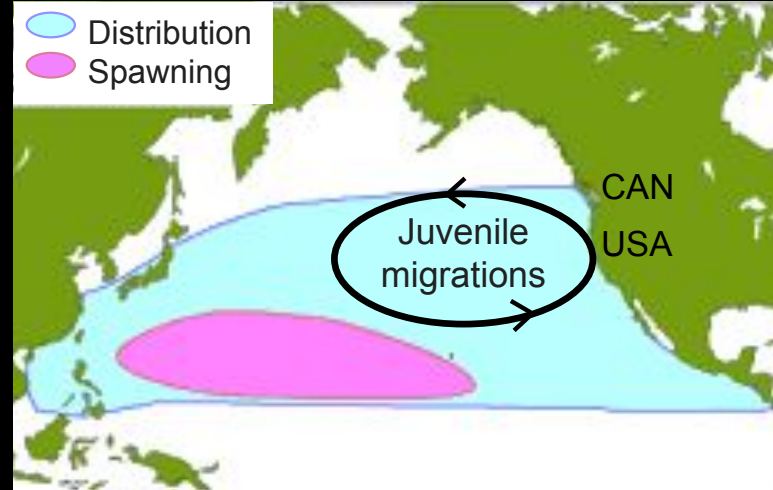 Distribution
Spawning
CAN
Juvenile
migrations
USA